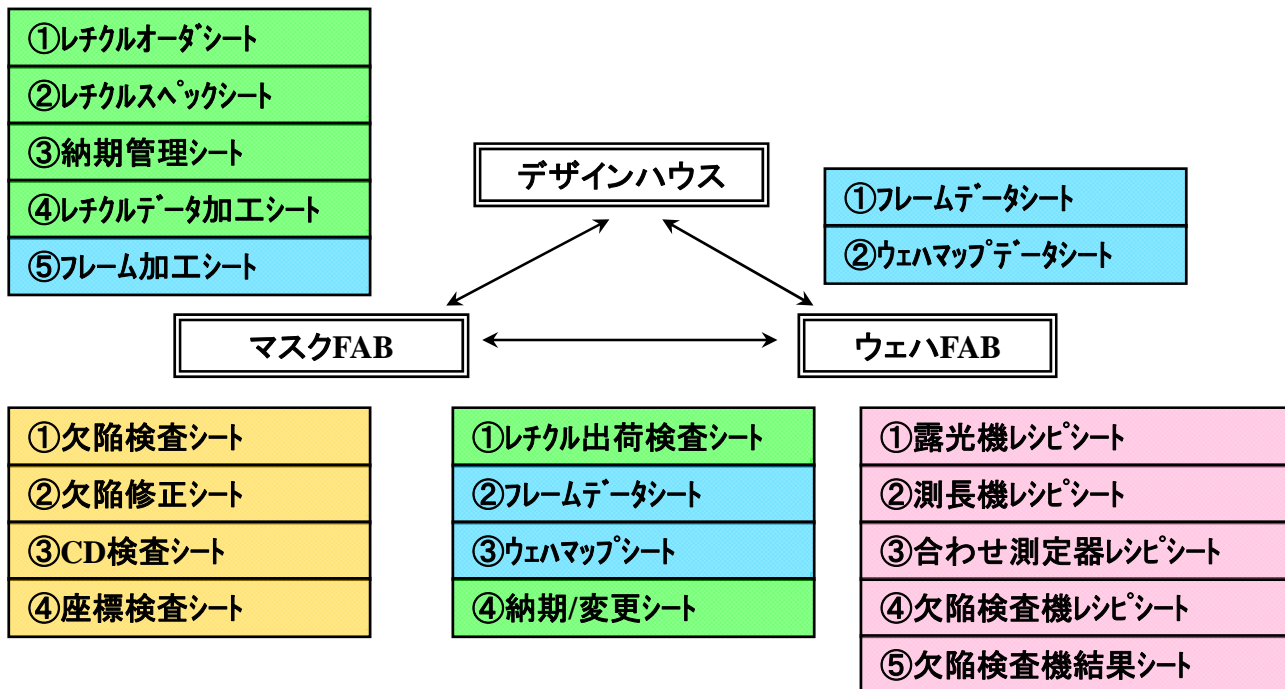 ①ﾚﾁｸﾙｵｰﾀﾞｼｰﾄ
②ﾚﾁｸﾙｽﾍﾟｯｸｼｰﾄ
③納期管理ｼｰﾄ
④ﾚﾁｸﾙﾃﾞｰﾀ加工ｼｰﾄ
⑤ﾌﾚｰﾑ加工ｼｰﾄ
デザインハウス
①ﾌﾚｰﾑﾃﾞｰﾀｼｰﾄ
②ｳｪﾊﾏｯﾌﾟﾃﾞｰﾀｼｰﾄ
マスクFAB
ウェハFAB
①欠陥検査ｼｰﾄ
②欠陥修正ｼｰﾄ
③CD検査ｼｰﾄ
④座標検査ｼｰﾄ
①ﾚﾁｸﾙ出荷検査ｼｰﾄ
②ﾌﾚｰﾑﾃﾞｰﾀｼｰﾄ
③ｳｪﾊﾏｯﾌﾟｼｰﾄ
④納期/変更ｼｰﾄ
①露光機ﾚｼﾋﾟｼｰﾄ
②測長機ﾚｼﾋﾟｼｰﾄ
③合わせ測定器ﾚｼﾋﾟｼｰﾄ
④欠陥検査機ﾚｼﾋﾟｼｰﾄ
⑤欠陥検査機結果ｼｰﾄ